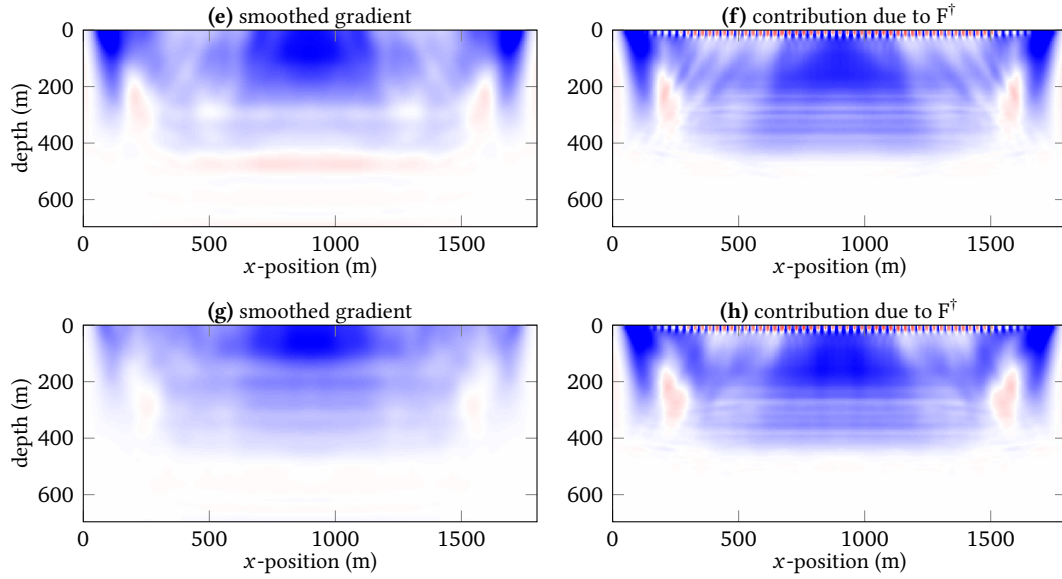 (e) smoothed gradient
(f) contribution due to F†
0
200
400
600
depth (m)
0 500 1000 1500
x-position (m)
0
200
400
600
0 500 1000 1500
x-position (m)
(g) smoothed gradient
(h) contribution due to F†
0
200
400
600
depth (m)
0 500 1000 1500
x-position (m)
0
200
400
600
0 500 1000 1500
x-position (m)